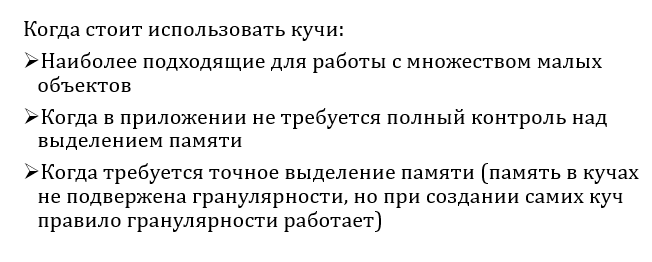 Когда стоит использовать кучи:
➢Наиболее подходящие для работы с множеством малых
объектов
➢Когда в приложении не требуется полный контроль над
выделением памяти
➢Когда требуется точное выделение памяти (память в кучах
не подвержена гранулярности, но при создании самих куч
правило гранулярности работает)